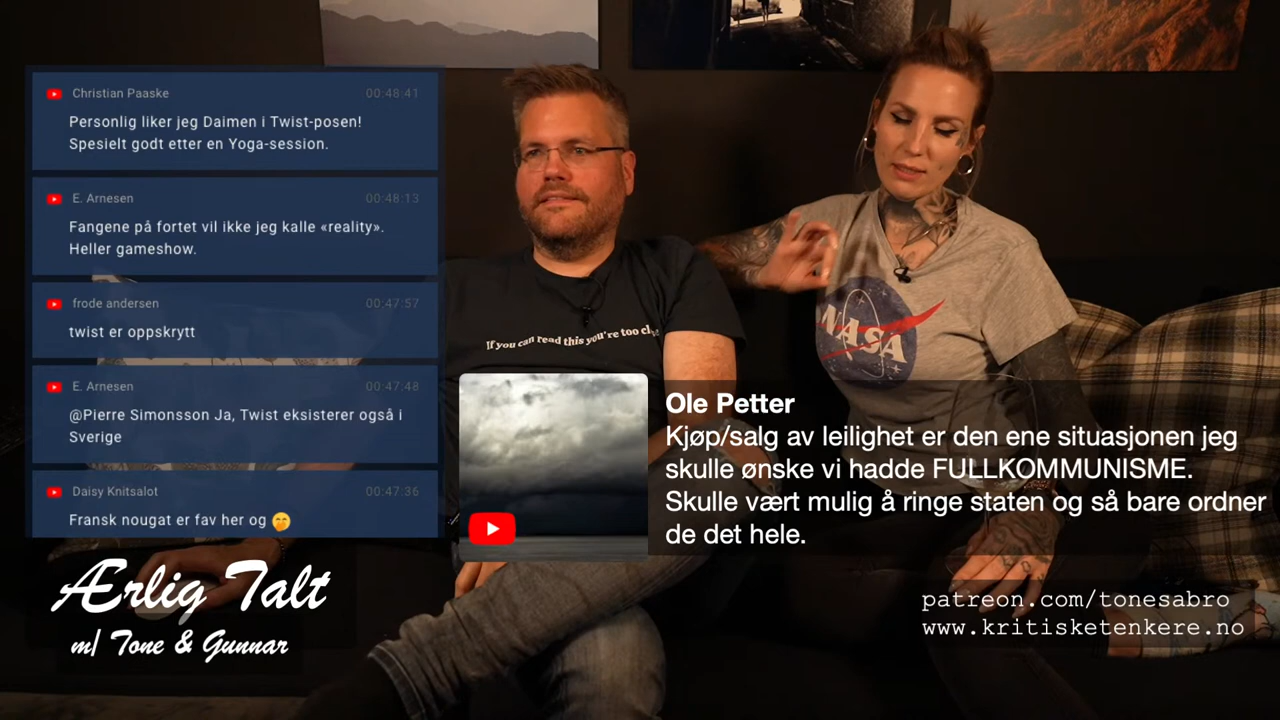 Christian Paaske 00:48:41
Personlig liker jeg Daimen i Twist-posen!
Spesielt godt etter en Yoga-session.
E. Arnesen 00:48:13
Fangene på fortet vil ikke jeg kalle «reality».
Heller gameshow.
frode andersen 00:47:57
twist er oppskrytt
E. Arnesen 00:47:48
@Pierre Simonsson Ja, Twist eksisterer også i
Sverige
Daisy Knitsalot 00:47:36
Fransk nougat er fav her og 🤭
If you can read this you're too
NASA
Ole Petter
Kjøp/salg av leilighet er den ene situasjonen jeg
skulle ønske vi hadde FULLKOMMUNISME.
Skulle vært mulig å ringe staten og så bare ordner
de det hele.
Ærlig Talt
m/ Tone & Gunnar
patreon.com/tonesabro
www.kritisketenkere.no